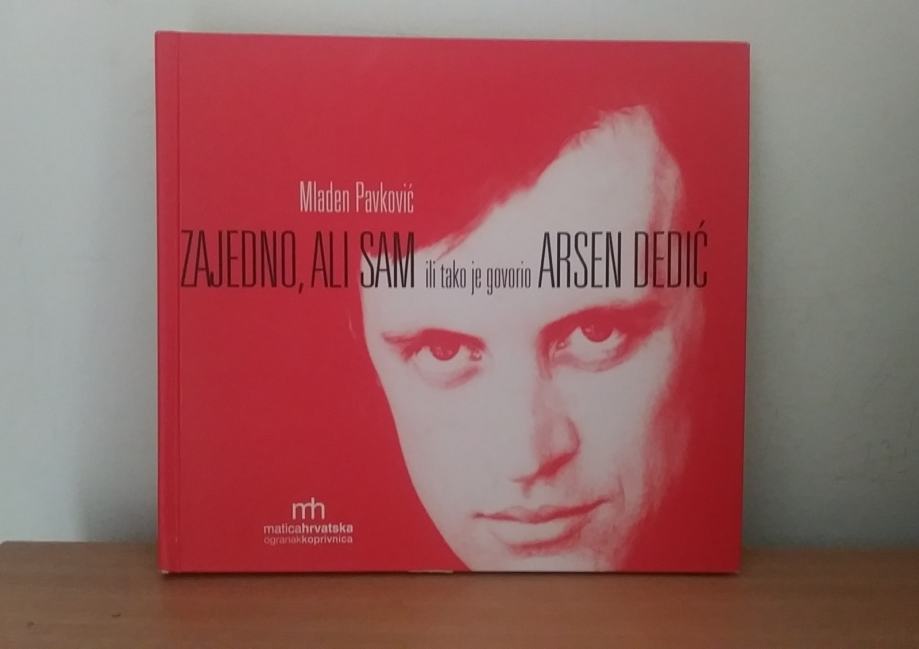 Mladen Pavković
ZAJEDNO, ALI SAM ili tako je govorio ARSEN DEDIĆ
mh
maticahrvatska
ogranakkoprivnica